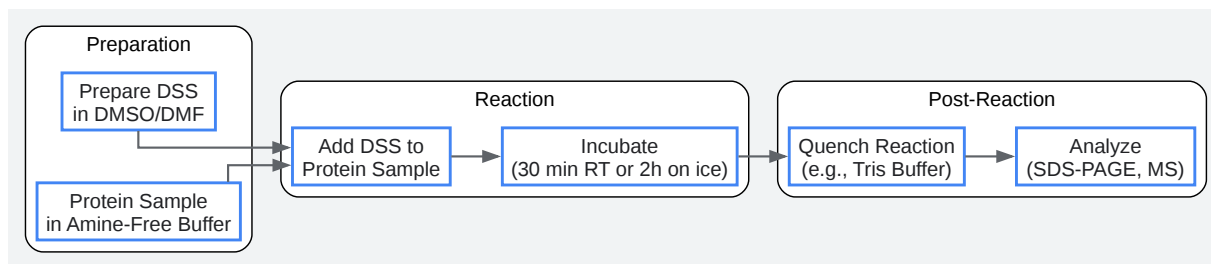 Preparation
Prepare DSS
in DMSO/DMF
Protein Sample
in Amine-Free Buffer
Reaction
Add DSS to
Protein Sample
Incubate
(30 min RT or 2h on ice)
Post-Reaction
Quench Reaction
(e.g., Tris Buffer)
Analyze
(SDS-PAGE, MS)